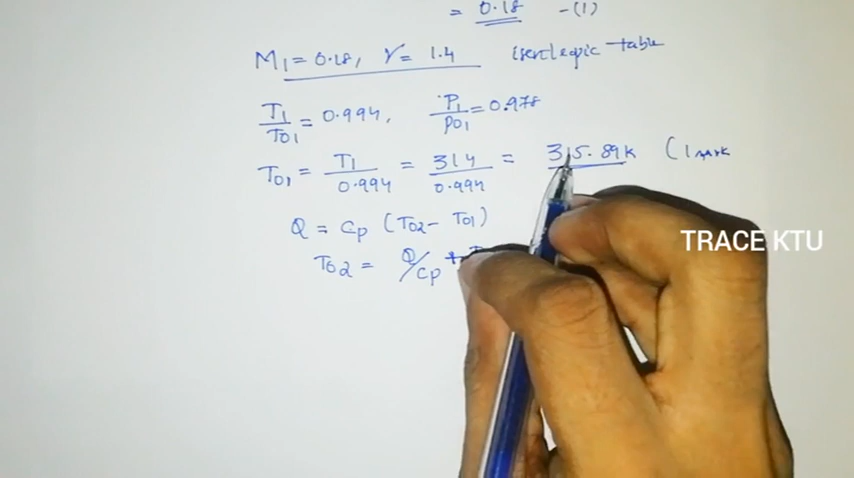 = 0.18 -(1)
M1 = 0.18, γ = 1.4 isentropic table
T1/T01 = 0.994, P1/P01 = 0.978
T01 = T1/0.994 = 314/0.994 = 315.89K (1 mark
Q = Cp (T02 - T01)
T02 = Q/Cp +
TRACE KTU